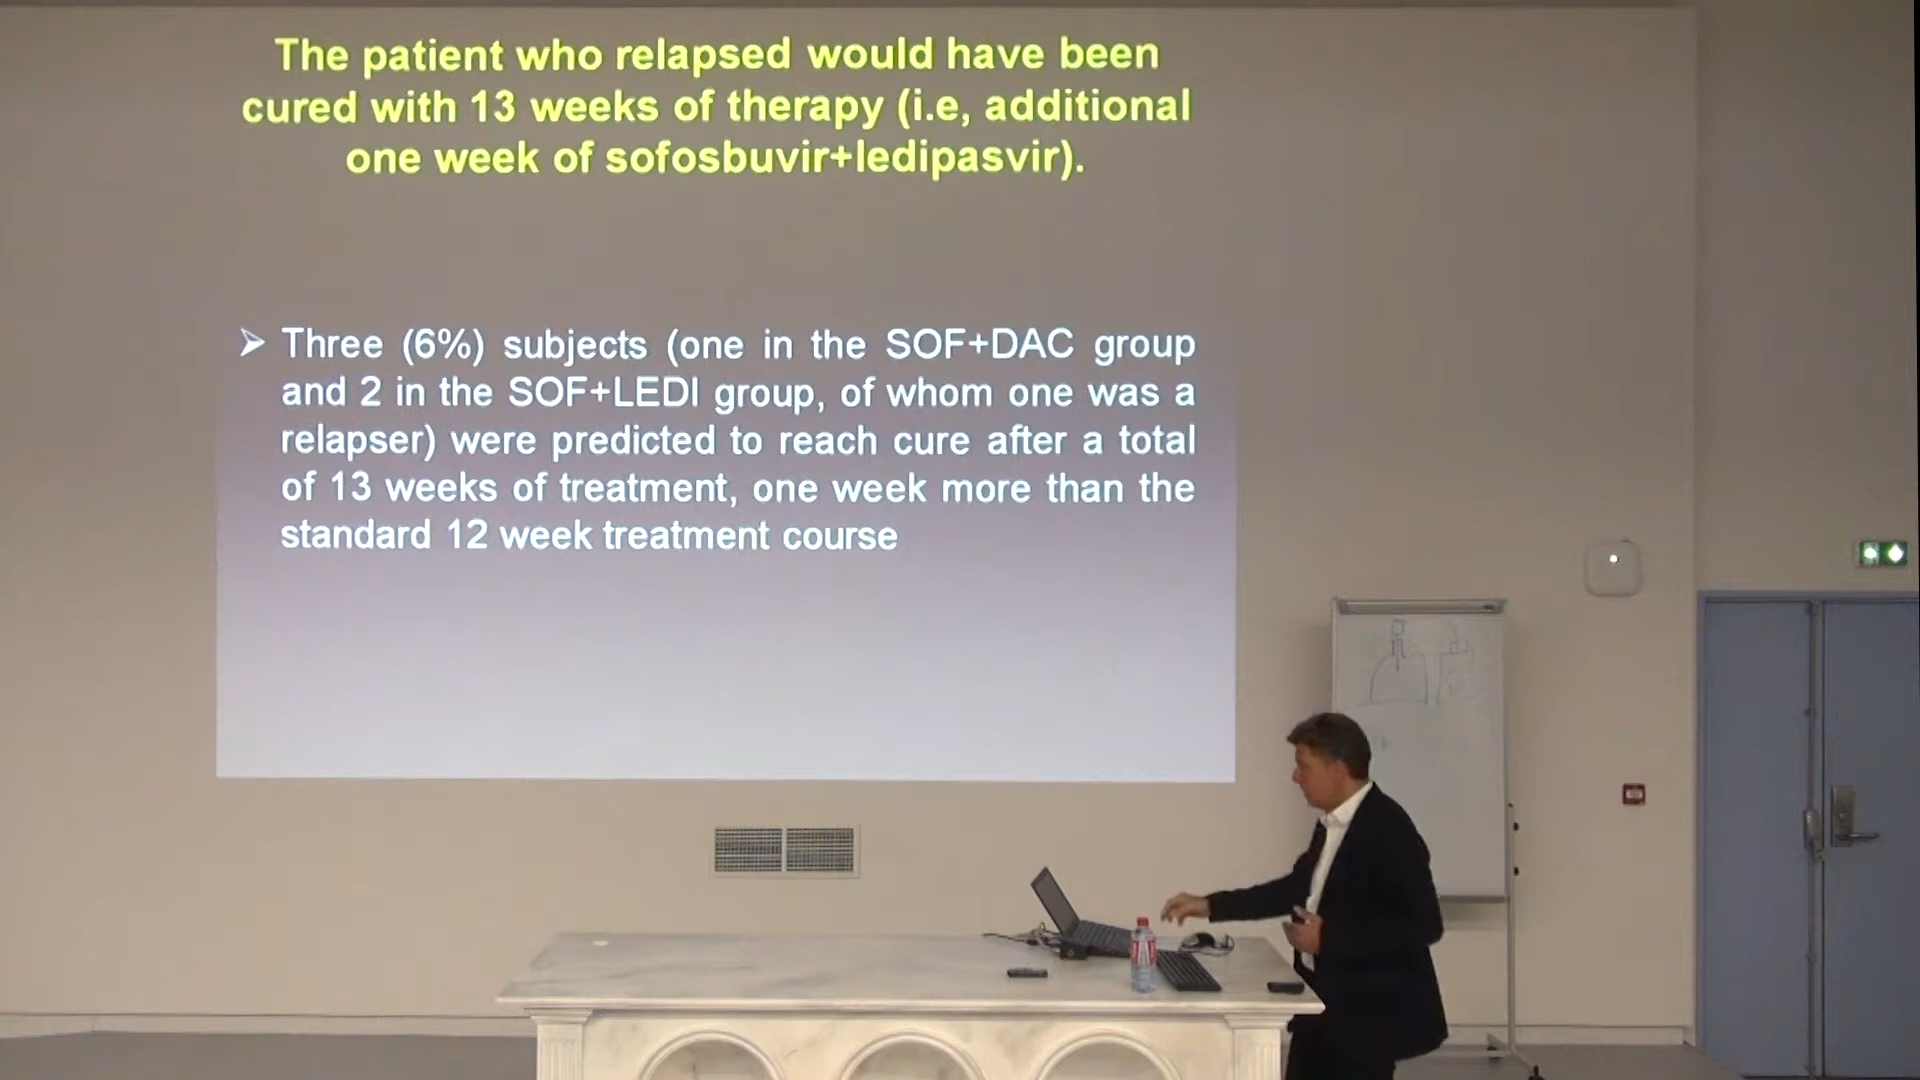 The patient who relapsed would have been
cured with 13 weeks of therapy (i.e, additional
one week of sofosbuvir+ledipasvir).
➢ Three (6%) subjects (one in the SOF+DAC group
and 2 in the SOF+LEDI group, of whom one was a
relapser) were predicted to reach cure after a total
of 13 weeks of treatment, one week more than the
standard 12 week treatment course